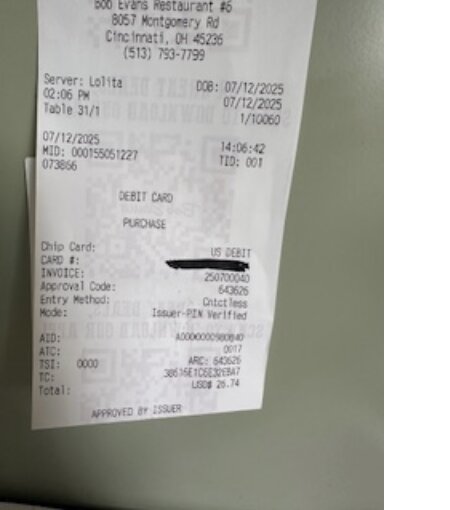 Bob Evans Restaurant #6
8057 Montgomery Rd
Cincinnati, OH 45236
(513) 793-7799
Server: Lolita DOB: 07/12/2025
02:06 PM 07/12/2025
Table 31/1 1/10060
07/12/2025 14:06:42
MID: 000155051227 TID: 001
073866
DEBIT CARD
PURCHASE
Chip Card: US DEBIT
CARD #:
INVOICE: 250700040
Approval Code: 643626
Entry Method: Cntctless
Mode: Issuer-PIN Verified
AID: A0000000980840
ATC: 0017
TSI: 0000 ARC: 643626
TC:
Total: USD$ 26.74
APPROVED BY ISSUER